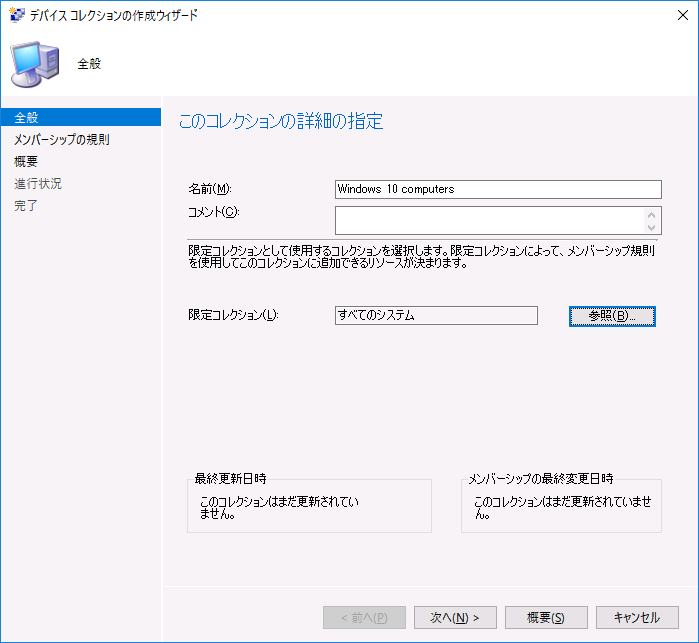 デバイス コレクションの作成ウィザード
全般
全般
メンバーシップの規則
概要
進行状況
完了
このコレクションの詳細の指定
名前(M):
Windows 10 computers
コメント(C):
限定コレクションとして使用するコレクションを選択します。限定コレクションによって、メンバーシップ規則
を使用してこのコレクションに追加できるリソースが決まります。
限定コレクション(L):
すべてのシステム
参照(B)...
最終更新日時
このコレクションはまだ更新されてい
ません。
メンバーシップの最終変更日時
このコレクションはまだ更新されていませ
ん。
< 前へ(P)
次へ(N) >
概要(S)
キャンセル